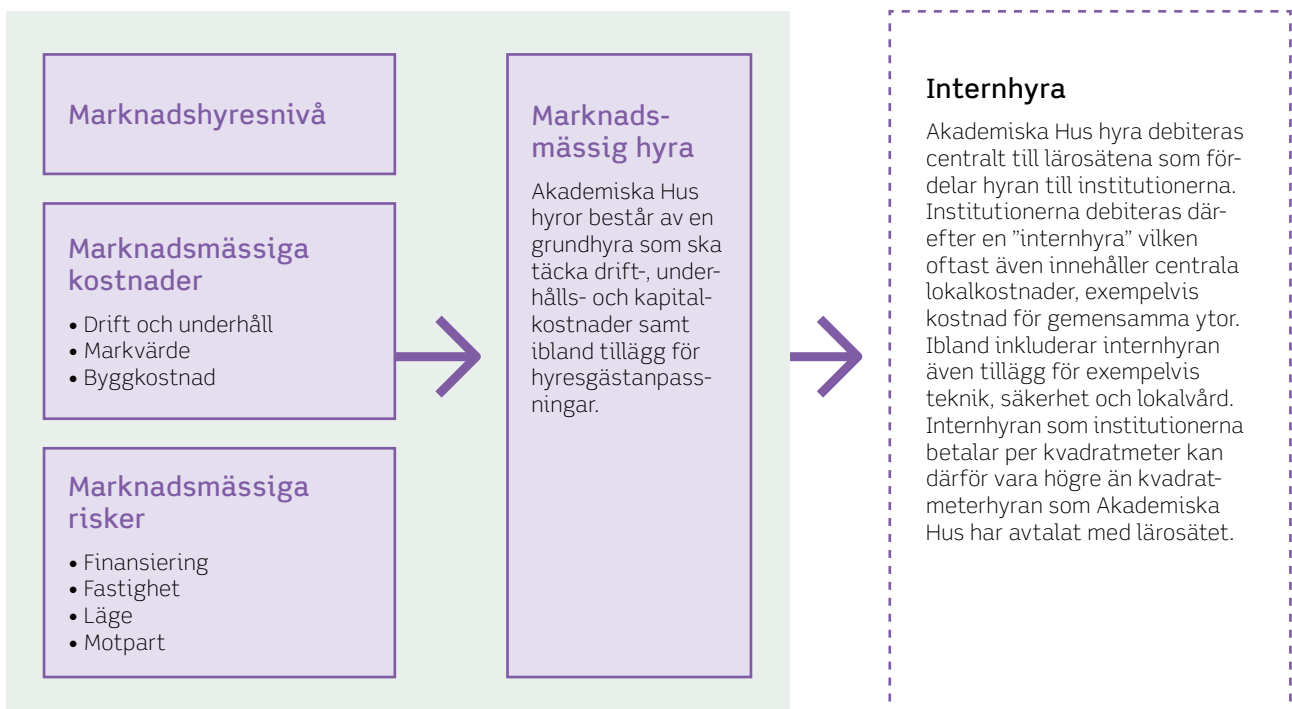 Marknadshyresnivå
Marknadsmässiga
kostnader
• Drift och underhåll
• Markvärde
• Byggkostnad
Marknadsmässiga
risker
• Finansiering
• Fastighet
• Läge
• Motpart
Marknads-
mässig hyra
Akademiska Hus
hyror består av en
grundhyra som ska
täcka drift-, under-
hålls- och kapital-
kostnader samt
ibland tillägg för
hyresgästanpass-
ningar.
Internhyra
Akademiska Hus hyra debiteras
centralt till lärosätena som för-
delar hyran till institutionerna.
Institutionerna debiteras där-
efter en ”internhyra” vilken
oftast även innehåller centrala
lokalkostnader, exempelvis
kostnad för gemensamma ytor.
Ibland inkluderar internhyran
även tillägg för exempelvis
teknik, säkerhet och lokalvård.
Internhyran som institutionerna
betalar per kvadratmeter kan
därför vara högre än kvadrat-
meterhyran som Akademiska
Hus har avtalat med lärosätet.